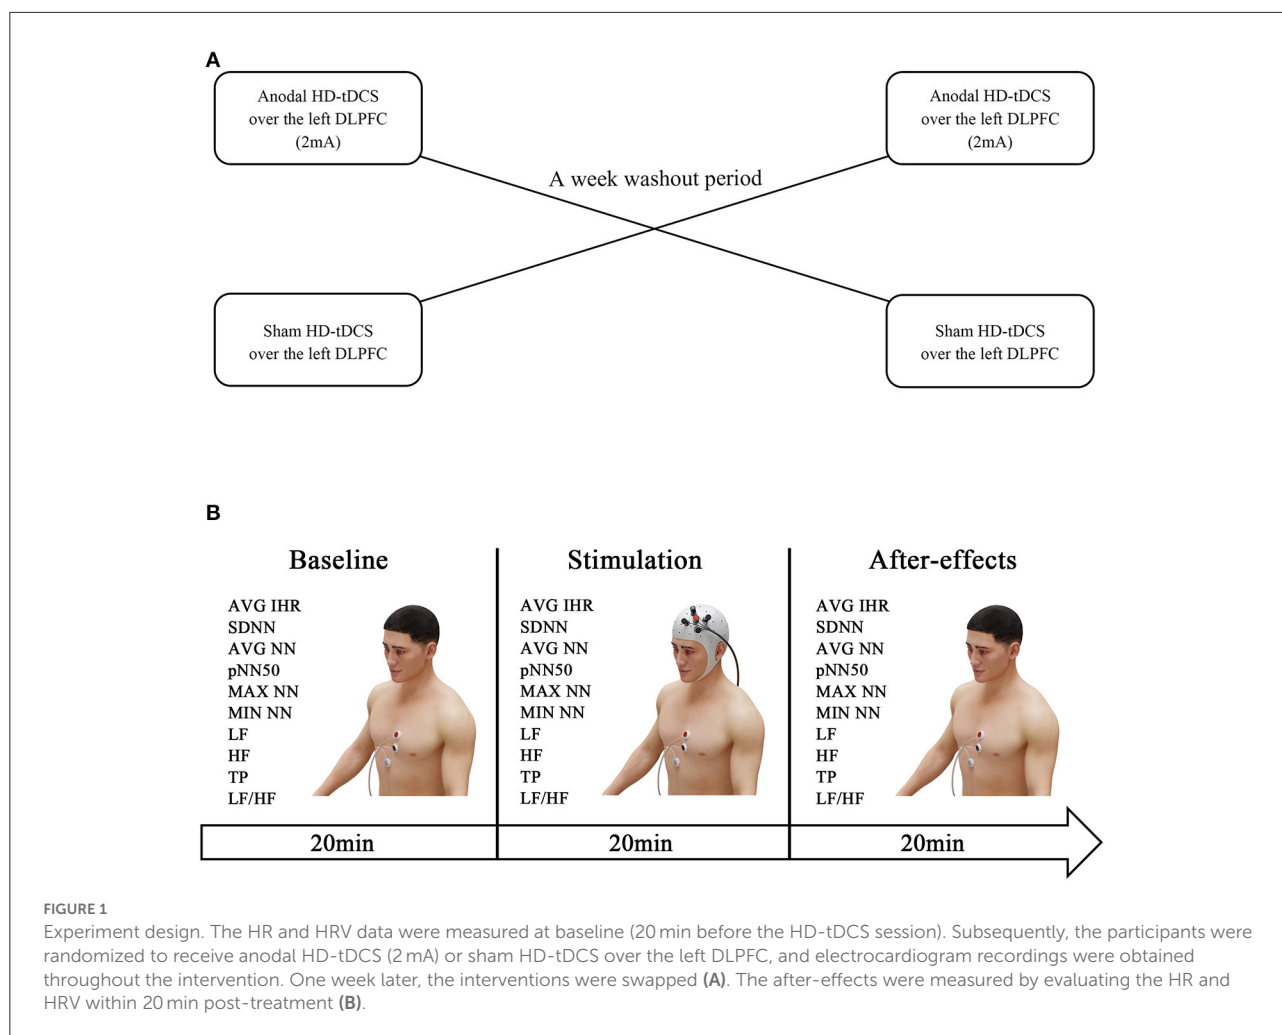 A
Anodal HD-tDCS
over the left DLPFC
(2mA)
Anodal HD-tDCS
over the left DLPFC
(2mA)
A week washout period
Sham HD-tDCS
over the left DLPFC
Sham HD-tDCS
over the left DLPFC
B
Baseline
AVG IHR
SDNN
AVG NN
pNN50
MAX NN
MIN NN
LF
HF
TP
LF/HF
20min
Stimulation
AVG IHR
SDNN
AVG NN
pNN50
MAX NN
MIN NN
LF
HF
TP
LF/HF
20min
After-effects
AVG IHR
SDNN
AVG NN
pNN50
MAX NN
MIN NN
LF
HF
TP
LF/HF
20min
FIGURE 1
Experiment design. The HR and HRV data were measured at baseline (20 min before the HD-tDCS session). Subsequently, the participants were
randomized to receive anodal HD-tDCS (2 mA) or sham HD-tDCS over the left DLPFC, and electrocardiogram recordings were obtained
throughout the intervention. One week later, the interventions were swapped (A). The after-effects were measured by evaluating the HR and
HRV within 20 min post-treatment (B).